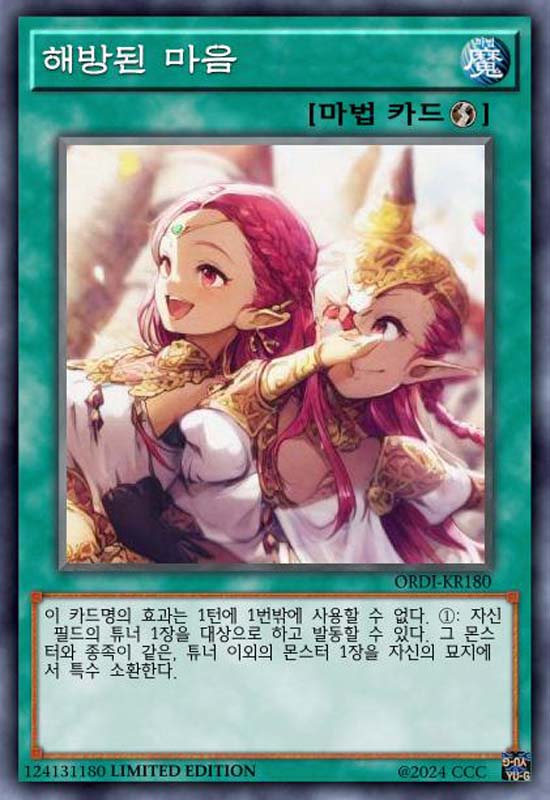 해방된 마음
마법
魔
[마법 카드]
ORDI-KR180
이 카드명의 효과는 1턴에 1번밖에 사용할 수 없다. ①: 자신
필드의 튜너 1장을 대상으로 하고 발동할 수 있다. 그 몬스
터와 종족이 같은, 튜너 이외의 몬스터 1장을 자신의 묘지에
서 특수 소환한다.
124131180 LIMITED EDITION
@2024 CCC
YU-G